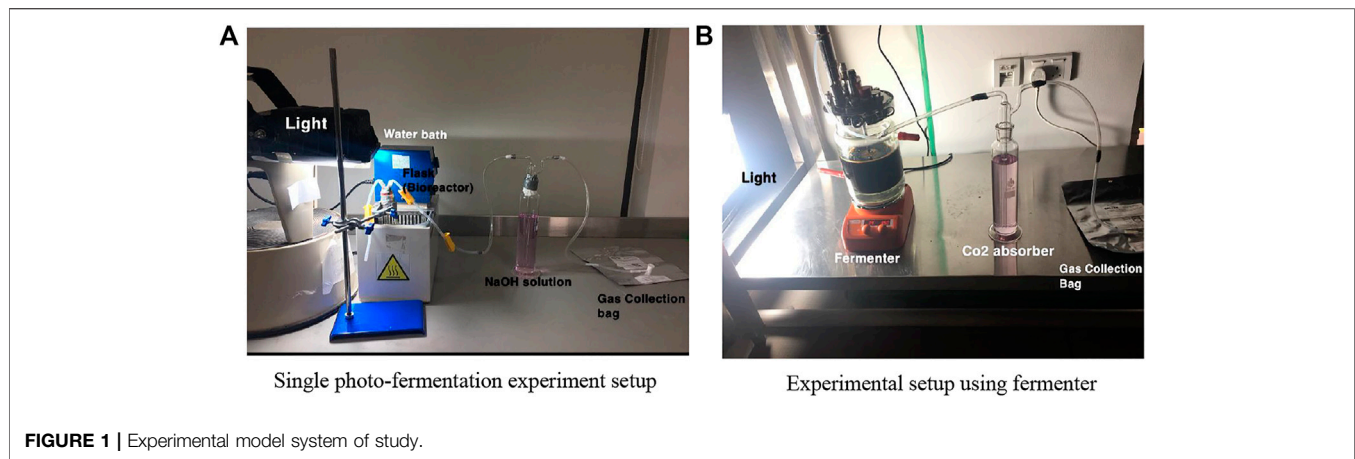 A
Light
Water bath
Flask
(Bioreactor)
NaOH solution
Gas Collection
bag
Single photo-fermentation experiment setup
B
Light
Fermenter
Co2 absorber
Gas Collection
Bag
Experimental setup using fermenter
FIGURE 1 | Experimental model system of study.